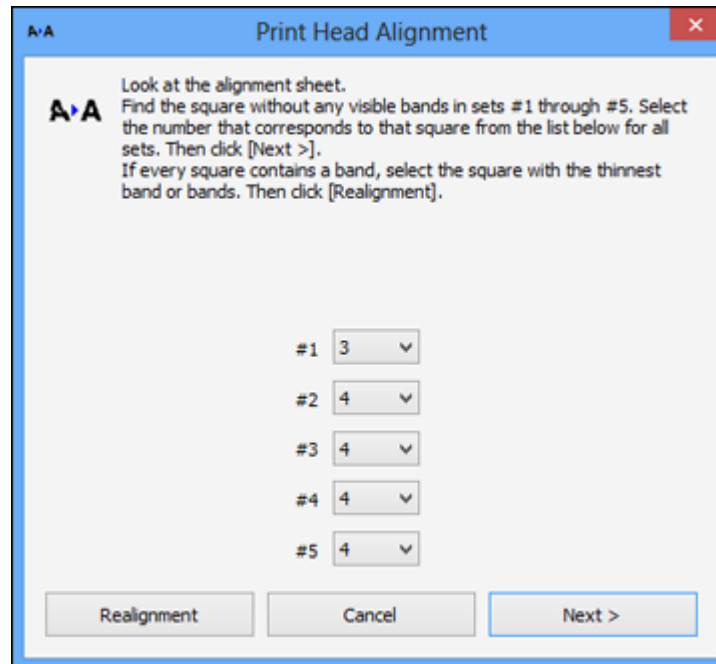 A A Print Head Alignment
A A
Look at the alignment sheet.
Find the square without any visible bands in sets #1 through #5. Select
the number that corresponds to that square from the list below for all
sets. Then click [Next >].
If every square contains a band, select the square with the thinnest
band or bands. Then click [Realignment].
#1 3
#2 4
#3 4
#4 4
#5 4
Realignment Cancel Next >